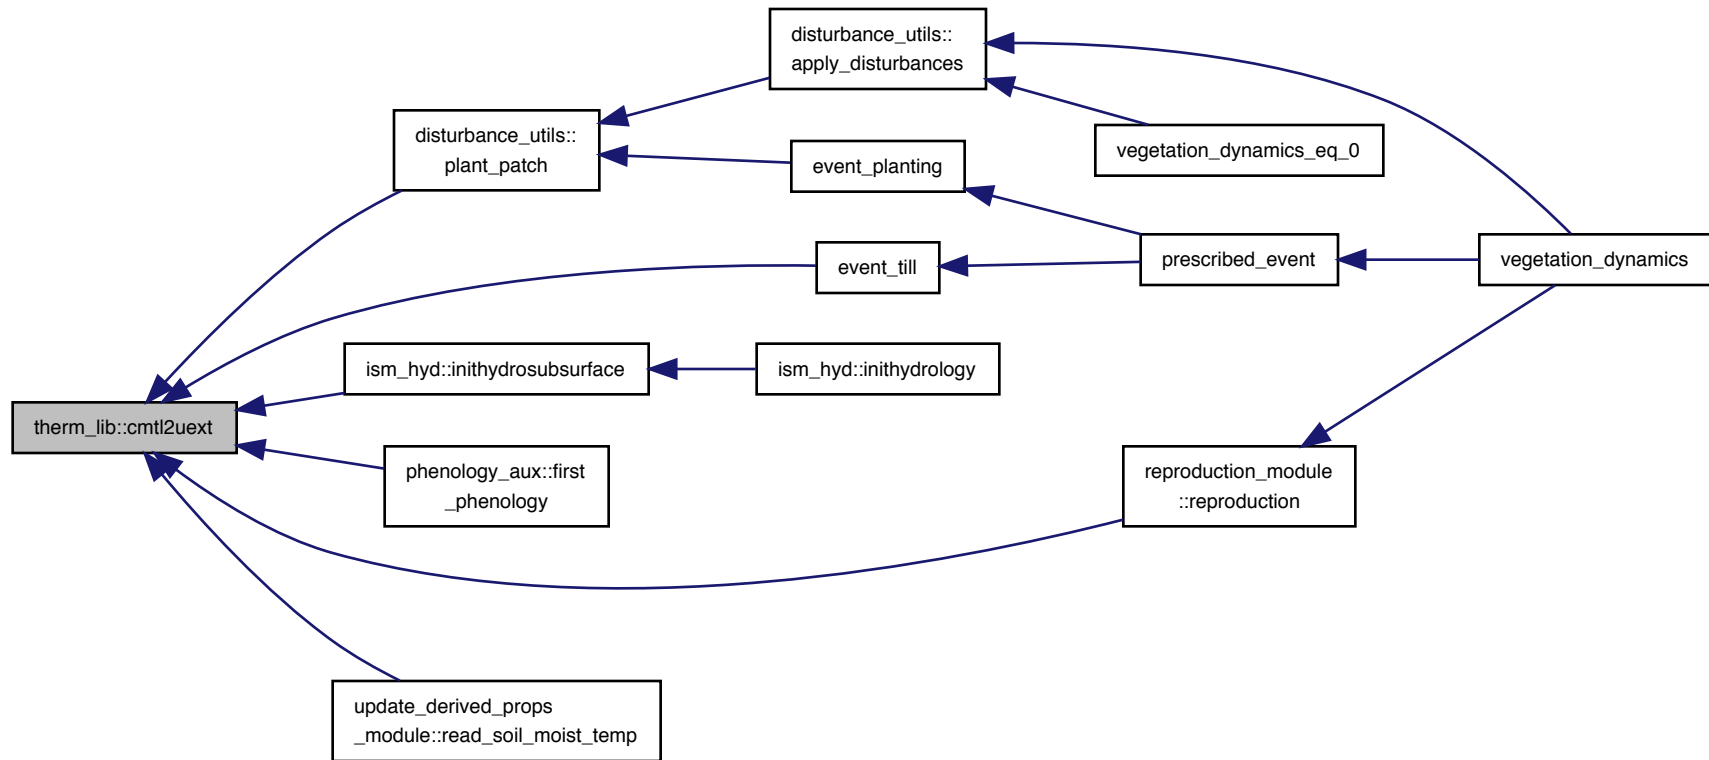 disturbance_utils::
apply_disturbances
disturbance_utils::
plant_patch
vegetation_dynamics_eq_0
event_planting
event_till
prescribed_event
vegetation_dynamics
ism_hyd::inithydrosubsurface
ism_hyd::inithydrology
therm_lib::cmtl2uext
phenology_aux::first
_phenology
reproduction_module
::reproduction
update_derived_props
_module::read_soil_moist_temp